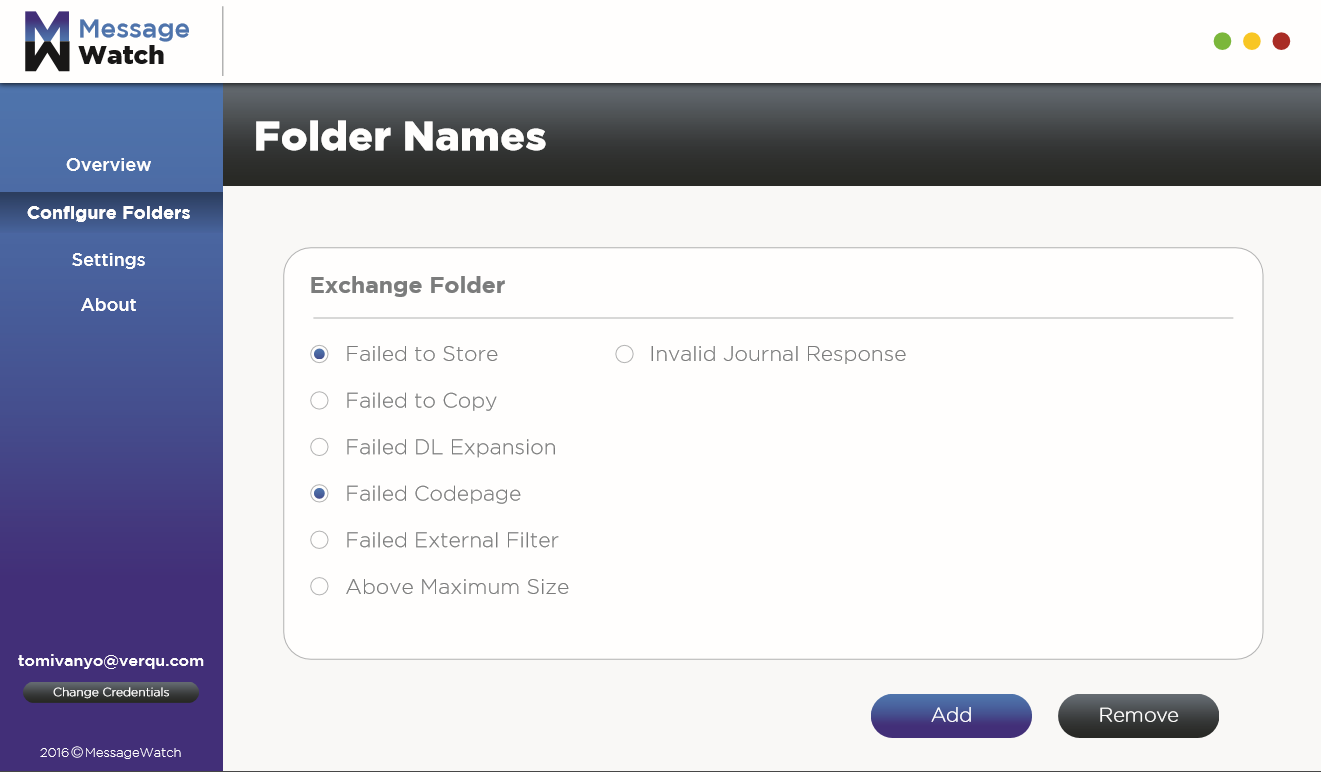 Message
Watch
Folder Names
Overview
Configure Folders
Settings
About
Exchange Folder
Failed to Store
Invalid Journal Response
Failed to Copy
Failed DL Expansion
Failed Codepage
Failed External Filter
Above Maximum Size
tomivanyo@verqu.com
Change Credentials
Add
Remove
2016©MessageWatch